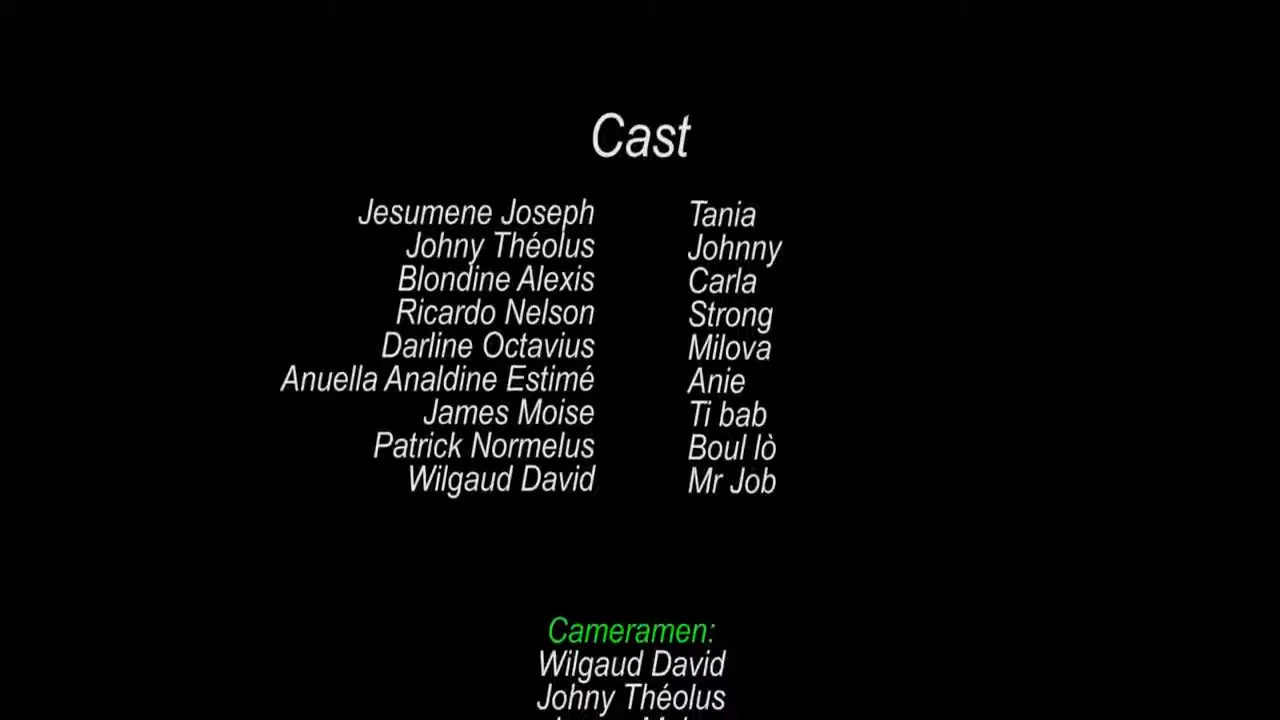 Cast
Jesumene Joseph Tania
Johny Théolus Johnny
Blondine Alexis Carla
Ricardo Nelson Strong
Darline Octavius Milova
Anuella Analdine Estimé Anie
James Moise Ti bab
Patrick Normelus Boul lò
Wilgaud David Mr Job
Cameramen:
Wilgaud David
Johny Théolus